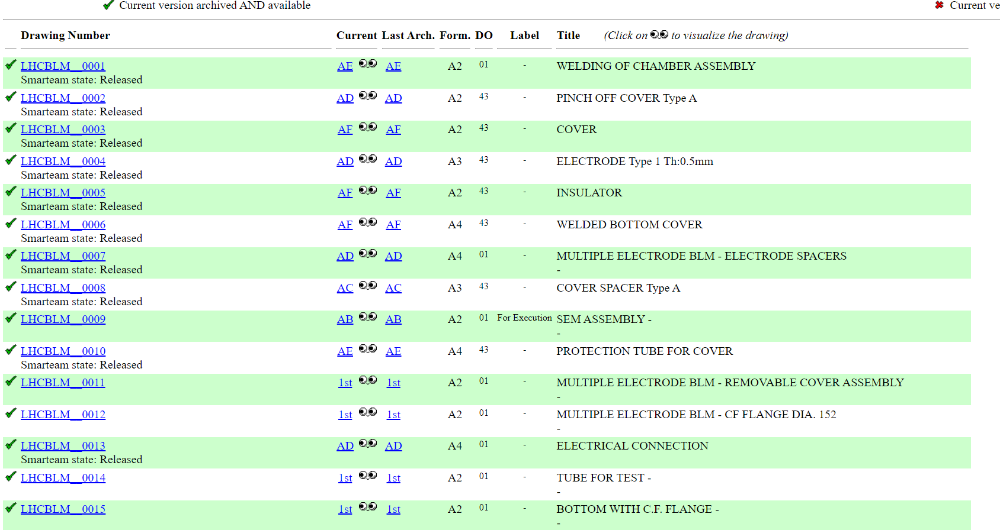 Current version archived AND available
Current ve
Drawing Number Current Last Arch. Form. DO Label Title (Click on to visualize the drawing)
LHCBLM__0001 AE AE A2 01 - WELDING OF CHAMBER ASSEMBLY
Smarteam state: Released
LHCBLM__0002 AD AD A2 43 - PINCH OFF COVER Type A
Smarteam state: Released
LHCBLM__0003 AF AF A2 43 - COVER
Smarteam state: Released
LHCBLM__0004 AD AD A3 43 - ELECTRODE Type 1 Th:0.5mm
Smarteam state: Released
LHCBLM__0005 AF AF A2 43 - INSULATOR
Smarteam state: Released
LHCBLM__0006 AF AF A4 43 - WELDED BOTTOM COVER
Smarteam state: Released
LHCBLM__0007 AD AD A4 01 - MULTIPLE ELECTRODE BLM - ELECTRODE SPACERS
Smarteam state: Released -
LHCBLM__0008 AC AC A3 43 - COVER SPACER Type A
Smarteam state: Released
LHCBLM__0009 AB AB A2 01 For Execution SEM ASSEMBLY -
-
LHCBLM__0010 AE AE A4 43 - PROTECTION TUBE FOR COVER
Smarteam state: Released
LHCBLM__0011 1st 1st A2 01 - MULTIPLE ELECTRODE BLM - REMOVABLE COVER ASSEMBLY
-
LHCBLM__0012 1st 1st A2 01 - MULTIPLE ELECTRODE BLM - CF FLANGE DIA. 152
-
LHCBLM__0013 AD AD A4 01 - ELECTRICAL CONNECTION
Smarteam state: Released
LHCBLM__0014 1st 1st A2 01 - TUBE FOR TEST -
-
LHCBLM__0015 1st 1st A2 01 - BOTTOM WITH C.F. FLANGE -
-